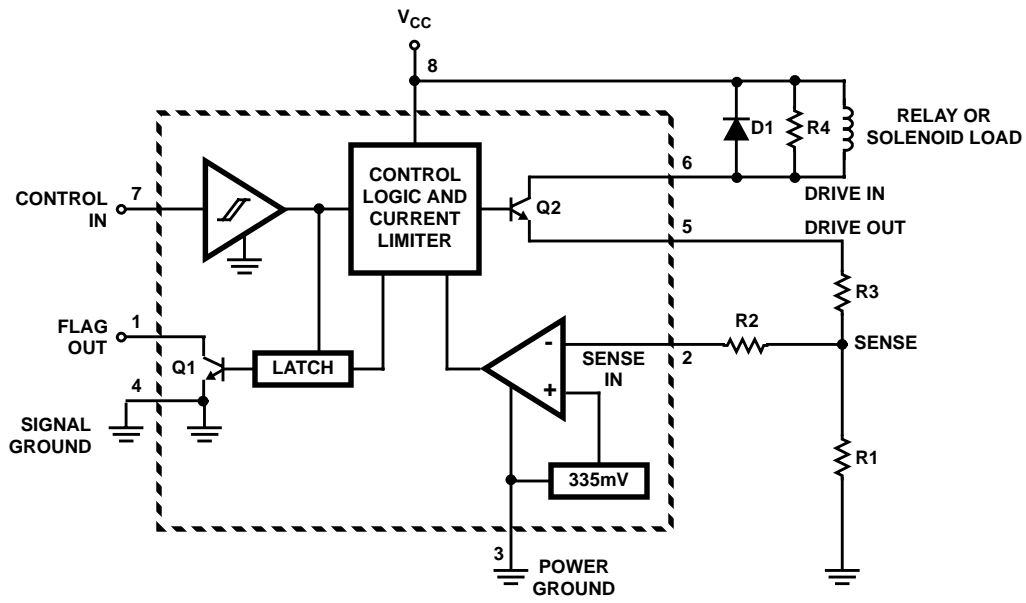 VCC
8
D1
R4
RELAY OR
SOLENOID LOAD
CONTROL
IN
7
CONTROL
LOGIC AND
CURRENT
LIMITER
Q2
6
DRIVE IN
5
DRIVE OUT
R3
FLAG
OUT
1
Q1
LATCH
-
+
SENSE
IN
2
R2
SENSE
4
SIGNAL
GROUND
335mV
R1
3
POWER
GROUND